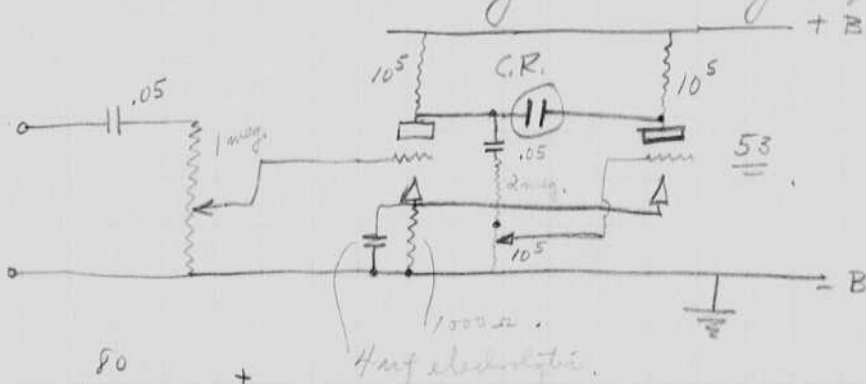 + B
10⁵ C.R. 10⁵
.05
1 meg.
.05 53
2 meg.
10⁵
- B
1000 Ω.
4 mf electrolytic.
80 +